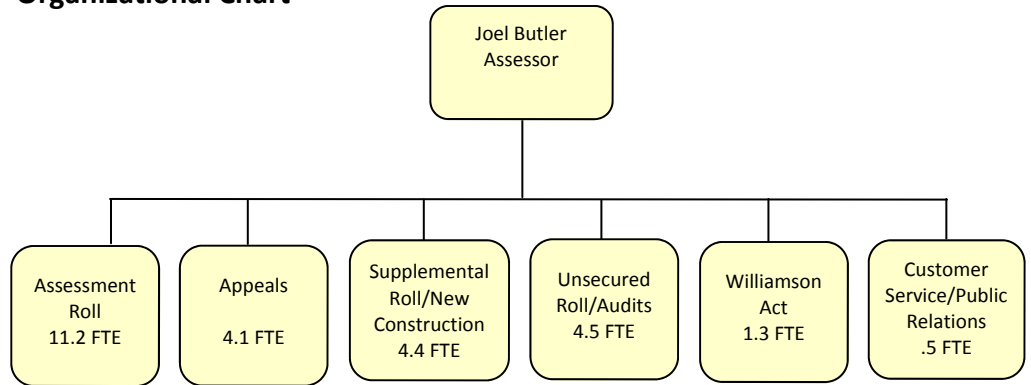 Organizational Chart
Joel Butler
Assessor
Assessment
Roll
11.2 FTE
Appeals
4.1 FTE
Supplemental
Roll/New
Construction
4.4 FTE
Unsecured
Roll/Audits
4.5 FTE
Williamson
Act
1.3 FTE
Customer
Service/Public
Relations
.5 FTE